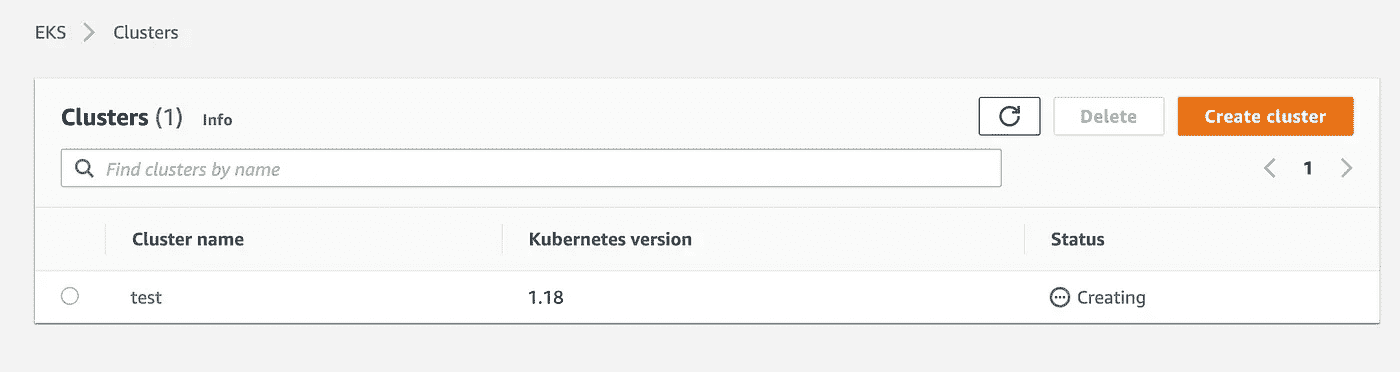 EKS > Clusters
Clusters (1) Info
Delete
Create cluster
Find clusters by name
1
Cluster name Kubernetes version Status
test 1.18 Creating